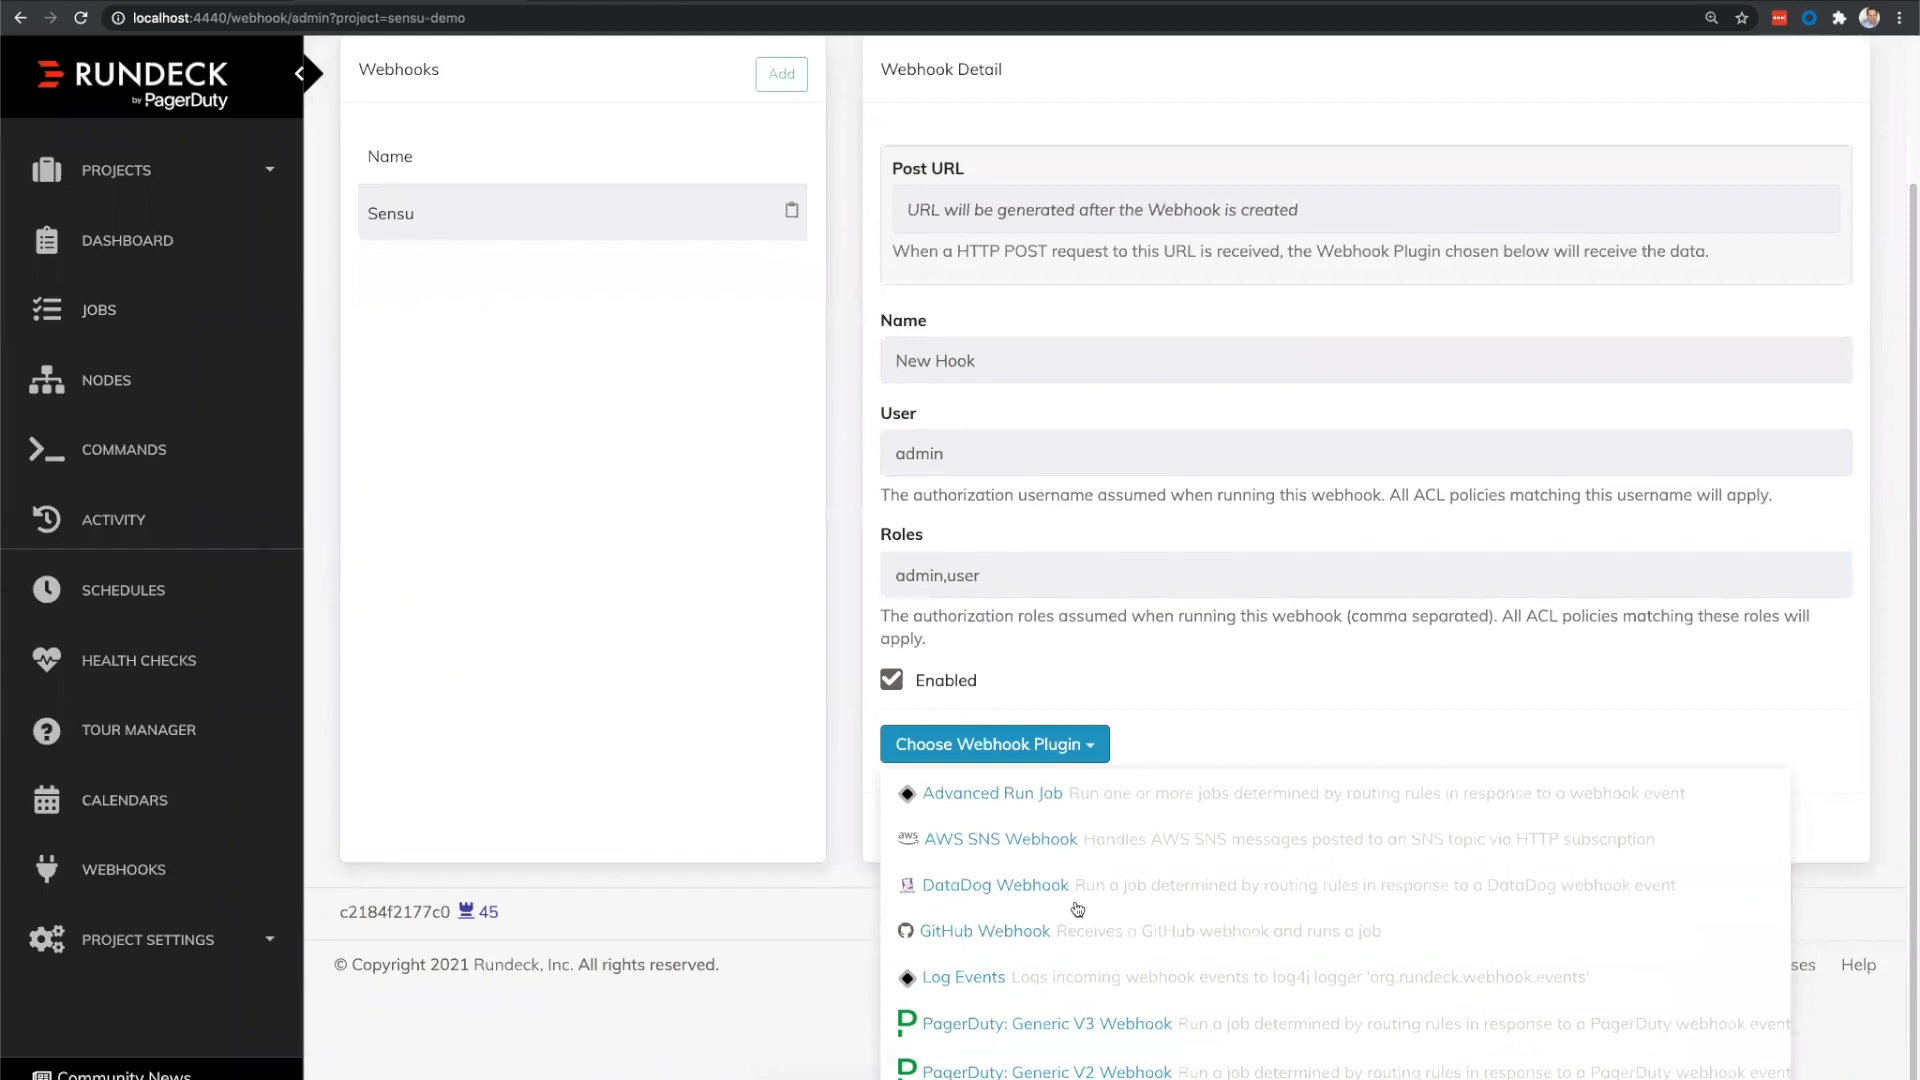 localhost:4440/webhook/admin?project=sensu-demo
RUNDECK
by PagerDuty
PROJECTS
DASHBOARD
JOBS
NODES
COMMANDS
ACTIVITY
SCHEDULES
HEALTH CHECKS
TOUR MANAGER
CALENDARS
WEBHOOKS
PROJECT SETTINGS
Community News
Webhooks
Add
Name
Sensu
Webhook Detail
Post URL
URL will be generated after the Webhook is created
When a HTTP POST request to this URL is received, the Webhook Plugin chosen below will receive the data.
Name
New Hook
User
admin
The authorization username assumed when running this webhook. All ACL policies matching this username will apply.
Roles
admin,user
The authorization roles assumed when running this webhook (comma separated). All ACL policies matching these roles will
apply.
Enabled
Choose Webhook Plugin
Advanced Run Job Run one or more jobs determined by routing rules in response to a webhook event
aws AWS SNS Webhook Handles AWS SNS messages posted to an SNS topic via HTTP subscription
DataDog Webhook Run a job determined by routing rules in response to a DataDog webhook event
GitHub Webhook Receives a GitHub webhook and runs a job
Log Events Logs incoming webhook events to log4j logger 'org.rundeck.webhook.events'
PagerDuty: Generic V3 Webhook Run a job determined by routing rules in response to a PagerDuty webhook event
PagerDuty: Generic V2 Webhook Run a job determined by routing rules in response to a PagerDuty webhook event
c2184f2177c0 45
© Copyright 2021 Rundeck, Inc. All rights reserved.
ses Help